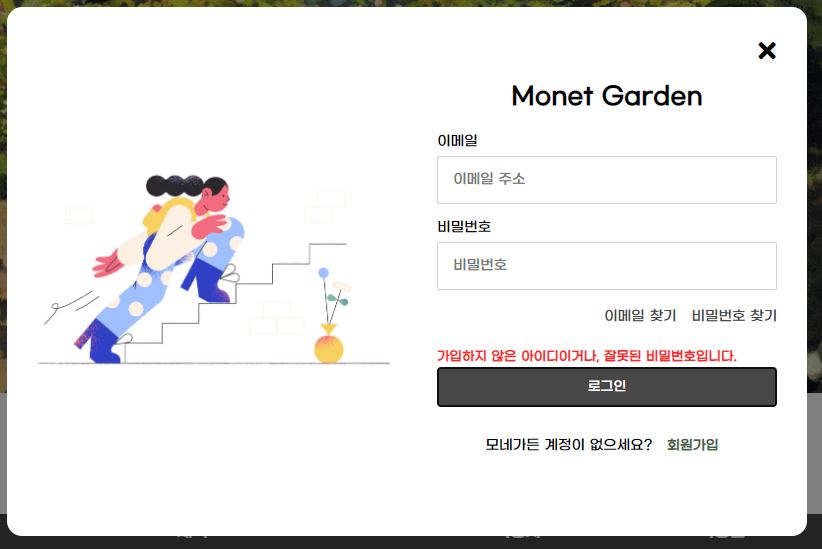 Monet Garden
이메일
이메일 주소
비밀번호
비밀번호
이메일 찾기 비밀번호 찾기
가입하지 않은 아이디이거나, 잘못된 비밀번호입니다.
로그인
모네가든 계정이 없으세요? 회원가입